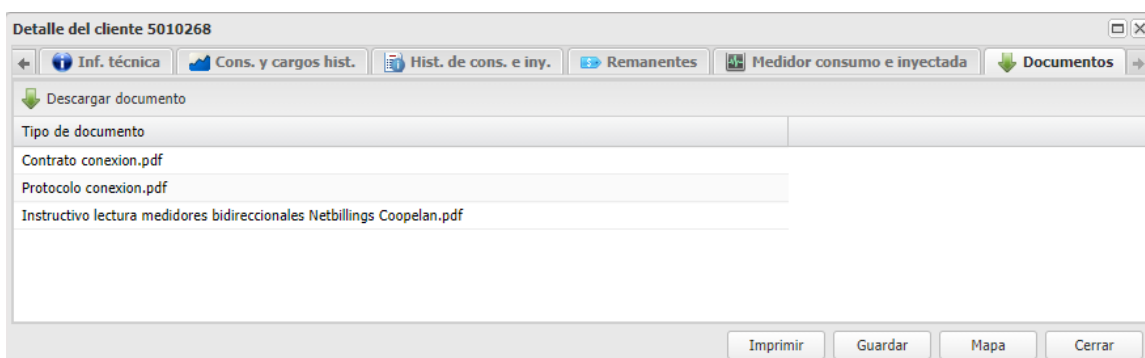 Detalle del cliente 5010268
Inf. técnica Cons. y cargos hist. Hist. de cons. e iny. Remanentes Medidor consumo e inyectada Documentos
Descargar documento
Tipo de documento
Contrato conexion.pdf
Protocolo conexion.pdf
Instructivo lectura medidores bidireccionales Netbillings Coopelan.pdf
Imprimir Guardar Mapa Cerrar